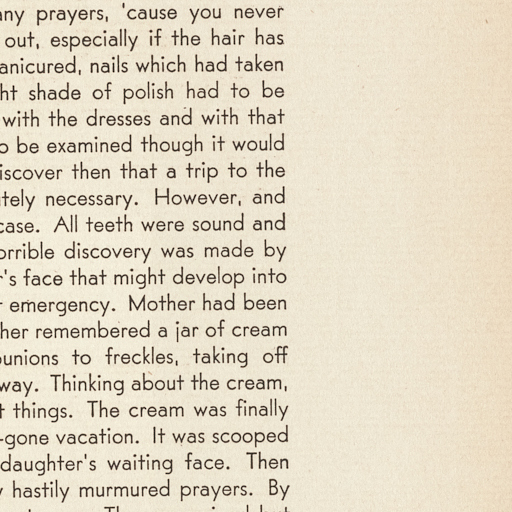 any prayers, 'cause you never
out, especially if the hair has
anicured, nails which had taken
ht shade of polish had to be
with the dresses and with that
o be examined though it would
iscover then that a trip to the
tely necessary. However, and
case. All teeth were sound and
orrible discovery was made by
r's face that might develop into
emergency. Mother had been
her remembered a jar of cream
ounions to freckles, taking off
way. Thinking about the cream,
t things. The cream was finally
-gone vacation. It was scooped
daughter's waiting face. Then
hastily murmured prayers. By